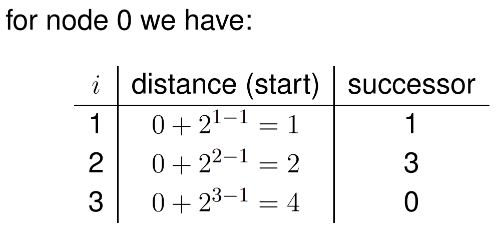 for node 0 we have:
i distance (start) successor
1 0 + 2^{1−1} = 1 1
2 0 + 2^{2−1} = 2 3
3 0 + 2^{3−1} = 4 0